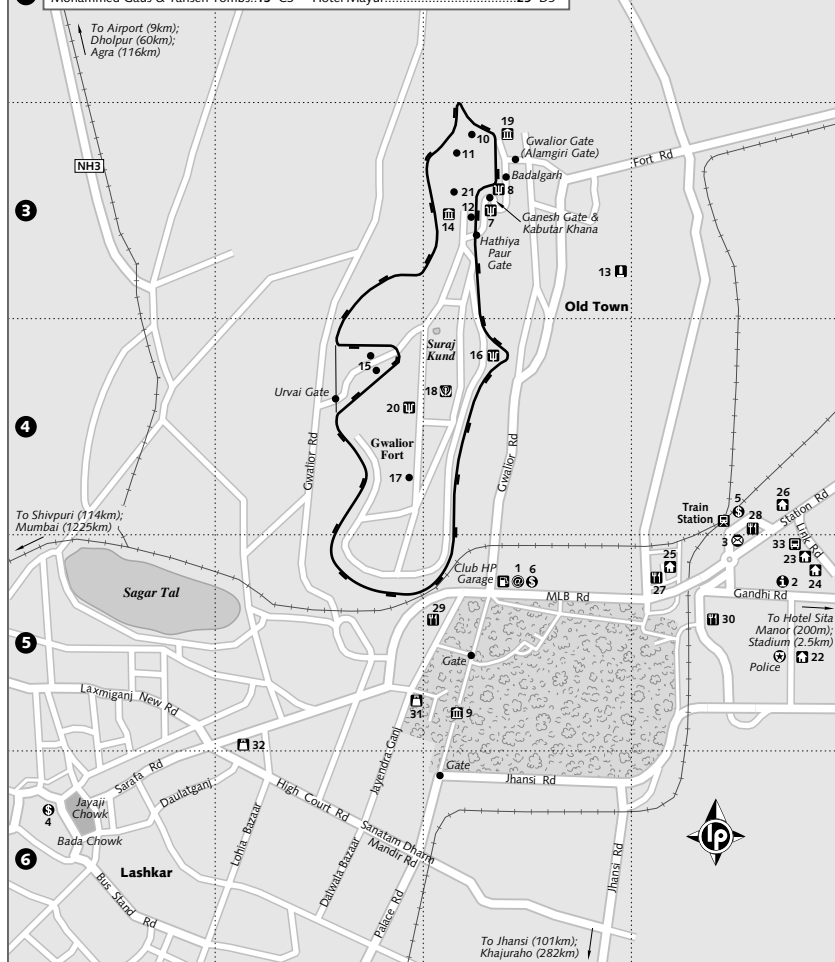 Mohammed Gaus & Tansen Tombs..13 C3
Hotel Mayur....................................25 D5
To Airport (9km);
Dholpur (60km);
Agra (116km)
NH3
19
10
11
Gwalior Gate
(Alamgiri Gate)
Fort Rd
Badalgarh
21
8
3
12
7
14
Ganesh Gate &
Kabutar Khana
Hathiya
Paur
Gate
13
Old Town
Suraj
Kund
16
15
18
Urvai Gate
20
4
Gwalior
Fort
17
Gwalior Rd
Gwalior Rd
To Shivpuri (114km);
Mumbai (1225km)
Train
Station
5
26
28
Station Rd
3
Link Rd
33
23
24
25
27
2
Gandhi Rd
Club HP
Garage
1
6
MLB Rd
Sagar Tal
29
30
To Hotel Sita
Manor (200m);
Stadium (2.5km)
5
Gate
Police
22
Laxmiganj New Rd
31
9
32
Jayendra Ganj
Gate
Jhansi Rd
Sarafa Rd
Daulatganj
High Court Rd
Jayaji
Chowk
4
Bada Chowk
Sanatam Dharm
Mandir Rd
6
Lashkar
Lohia Bazaar
Dalwala Bazaar
Palace Rd
Jhansi Rd
Bus Stand Rd
lp
To Jhansi (101km);
Khajuraho (282km)